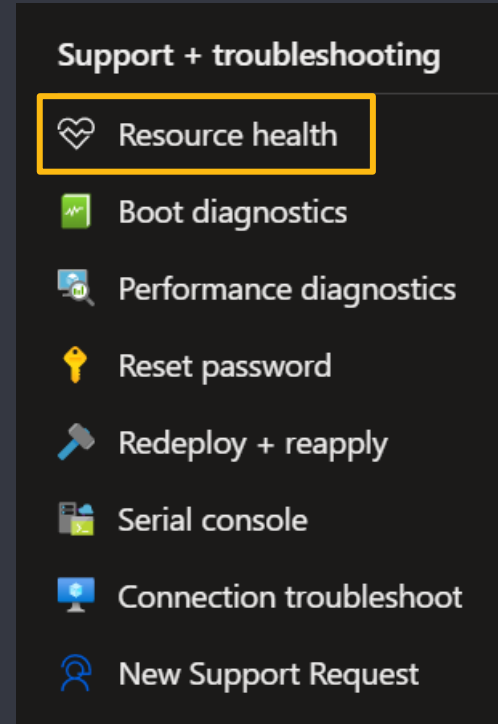 Support + troubleshooting
Resource health
Boot diagnostics
Performance diagnostics
Reset password
Redeploy + reapply
Serial console
Connection troubleshoot
New Support Request